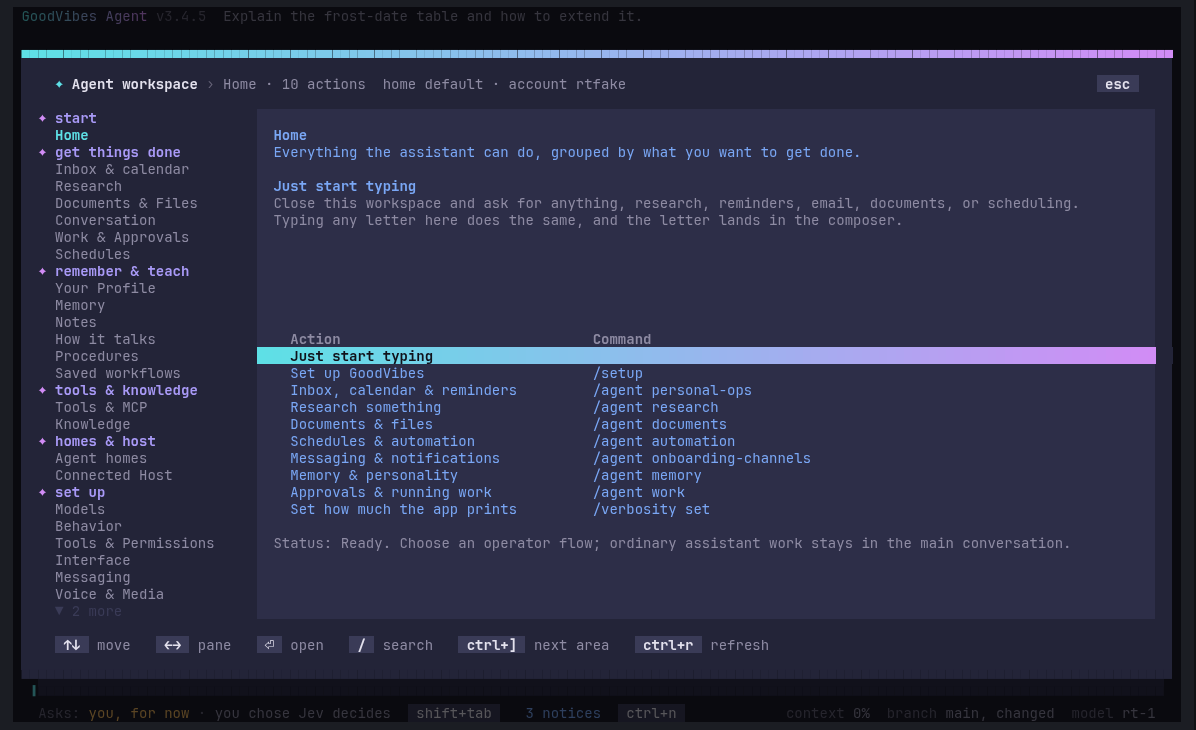 GoodVibes Agent v3.4.5  Explain the frost-date table and how to extend it.
✦ Agent workspace › Home · 10 actions  home default · account rtfake  esc
✦ start
Home
✦ get things done
Inbox & calendar
Research
Documents & Files
Conversation
Work & Approvals
Schedules
✦ remember & teach
Your Profile
Memory
Notes
How it talks
Procedures
Saved workflows
✦ tools & knowledge
Tools & MCP
Knowledge
✦ homes & host
Agent homes
Connected Host
✦ set up
Models
Behavior
Tools & Permissions
Interface
Messaging
Voice & Media
▼ 2 more
Home
Everything the assistant can do, grouped by what you want to get done.
Just start typing
Close this workspace and ask for anything, research, reminders, email, documents, or scheduling.
Typing any letter here does the same, and the letter lands in the composer.
Action  Command
Just start typing
Set up GoodVibes  /setup
Inbox, calendar & reminders  /agent personal-ops
Research something  /agent research
Documents & files  /agent documents
Schedules & automation  /agent automation
Messaging & notifications  /agent onboarding-channels
Memory & personality  /agent memory
Approvals & running work  /agent work
Set how much the app prints  /verbosity set
Status: Ready. Choose an operator flow; ordinary assistant work stays in the main conversation.
↑↓ move  ↔ pane  ⏎ open  / search  ctrl+] next area  ctrl+r refresh
Asks: you, for now · you chose Jev decides  shift+tab  3 notices  ctrl+n  context 0%  branch main, changed  model rt-1